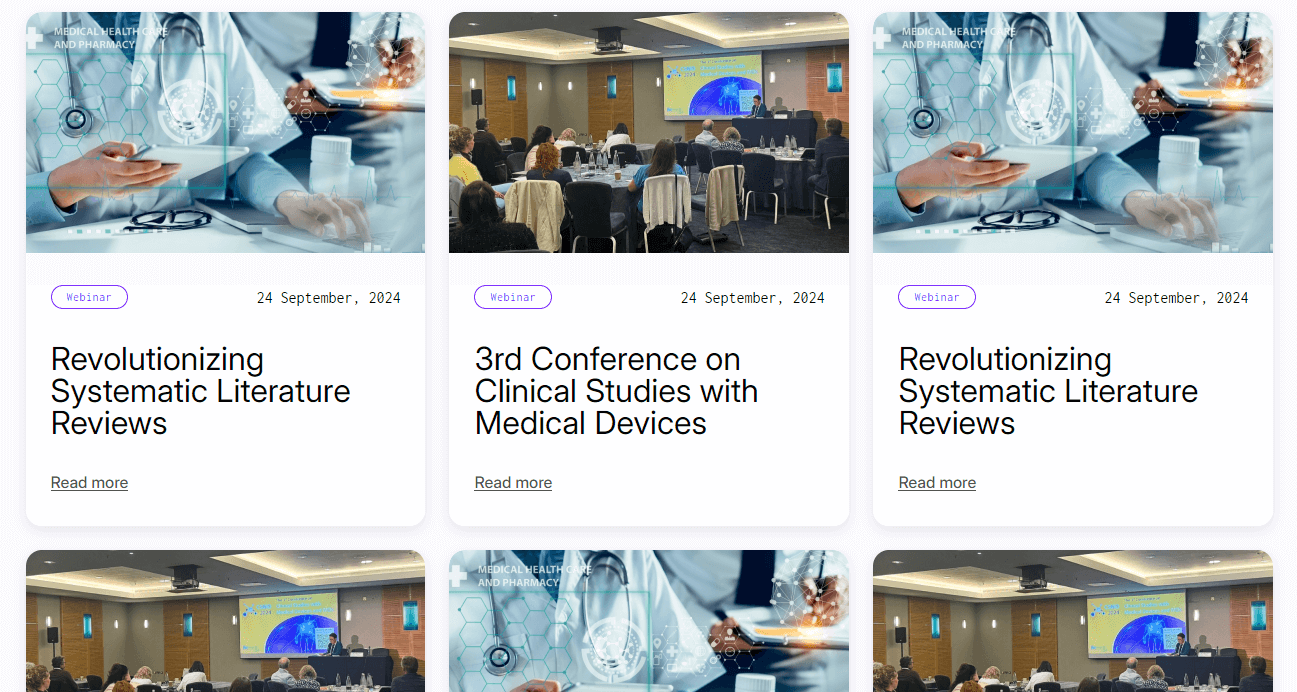 MEDICAL HEALTH CARE
AND PHARMACY
MEDICAL HEALTH CARE
AND PHARMACY
Webinar
24 September, 2024
Webinar
24 September, 2024
Webinar
24 September, 2024
Revolutionizing
Systematic Literature
Reviews
3rd Conference on
Clinical Studies with
Medical Devices
Revolutionizing
Systematic Literature
Reviews
Read more
Read more
Read more
MEDICAL HEALTH CARE
AND PHARMACY